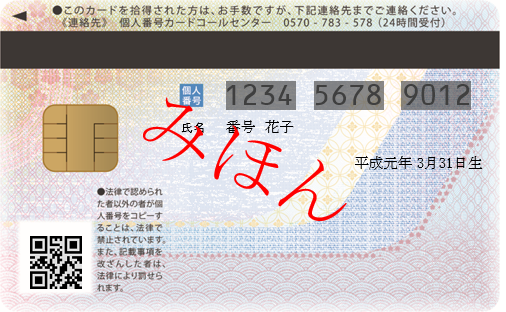 ●このカードを拾得された方は、お手数ですが、下記連絡先までご連絡ください。
《連絡先》 個人番号カードコールセンター 0570-783-578（24時間受付）
個人番号 1234 5678 9012
氏名 番号 花子
平成元年 3月31日生
みほん
●法律で認められ
た者以外の者が個
人番号をコピーす
ることは、法律で
禁止されています。
また、記載事項を
改ざんした者は、
法律により罰せら
れます。